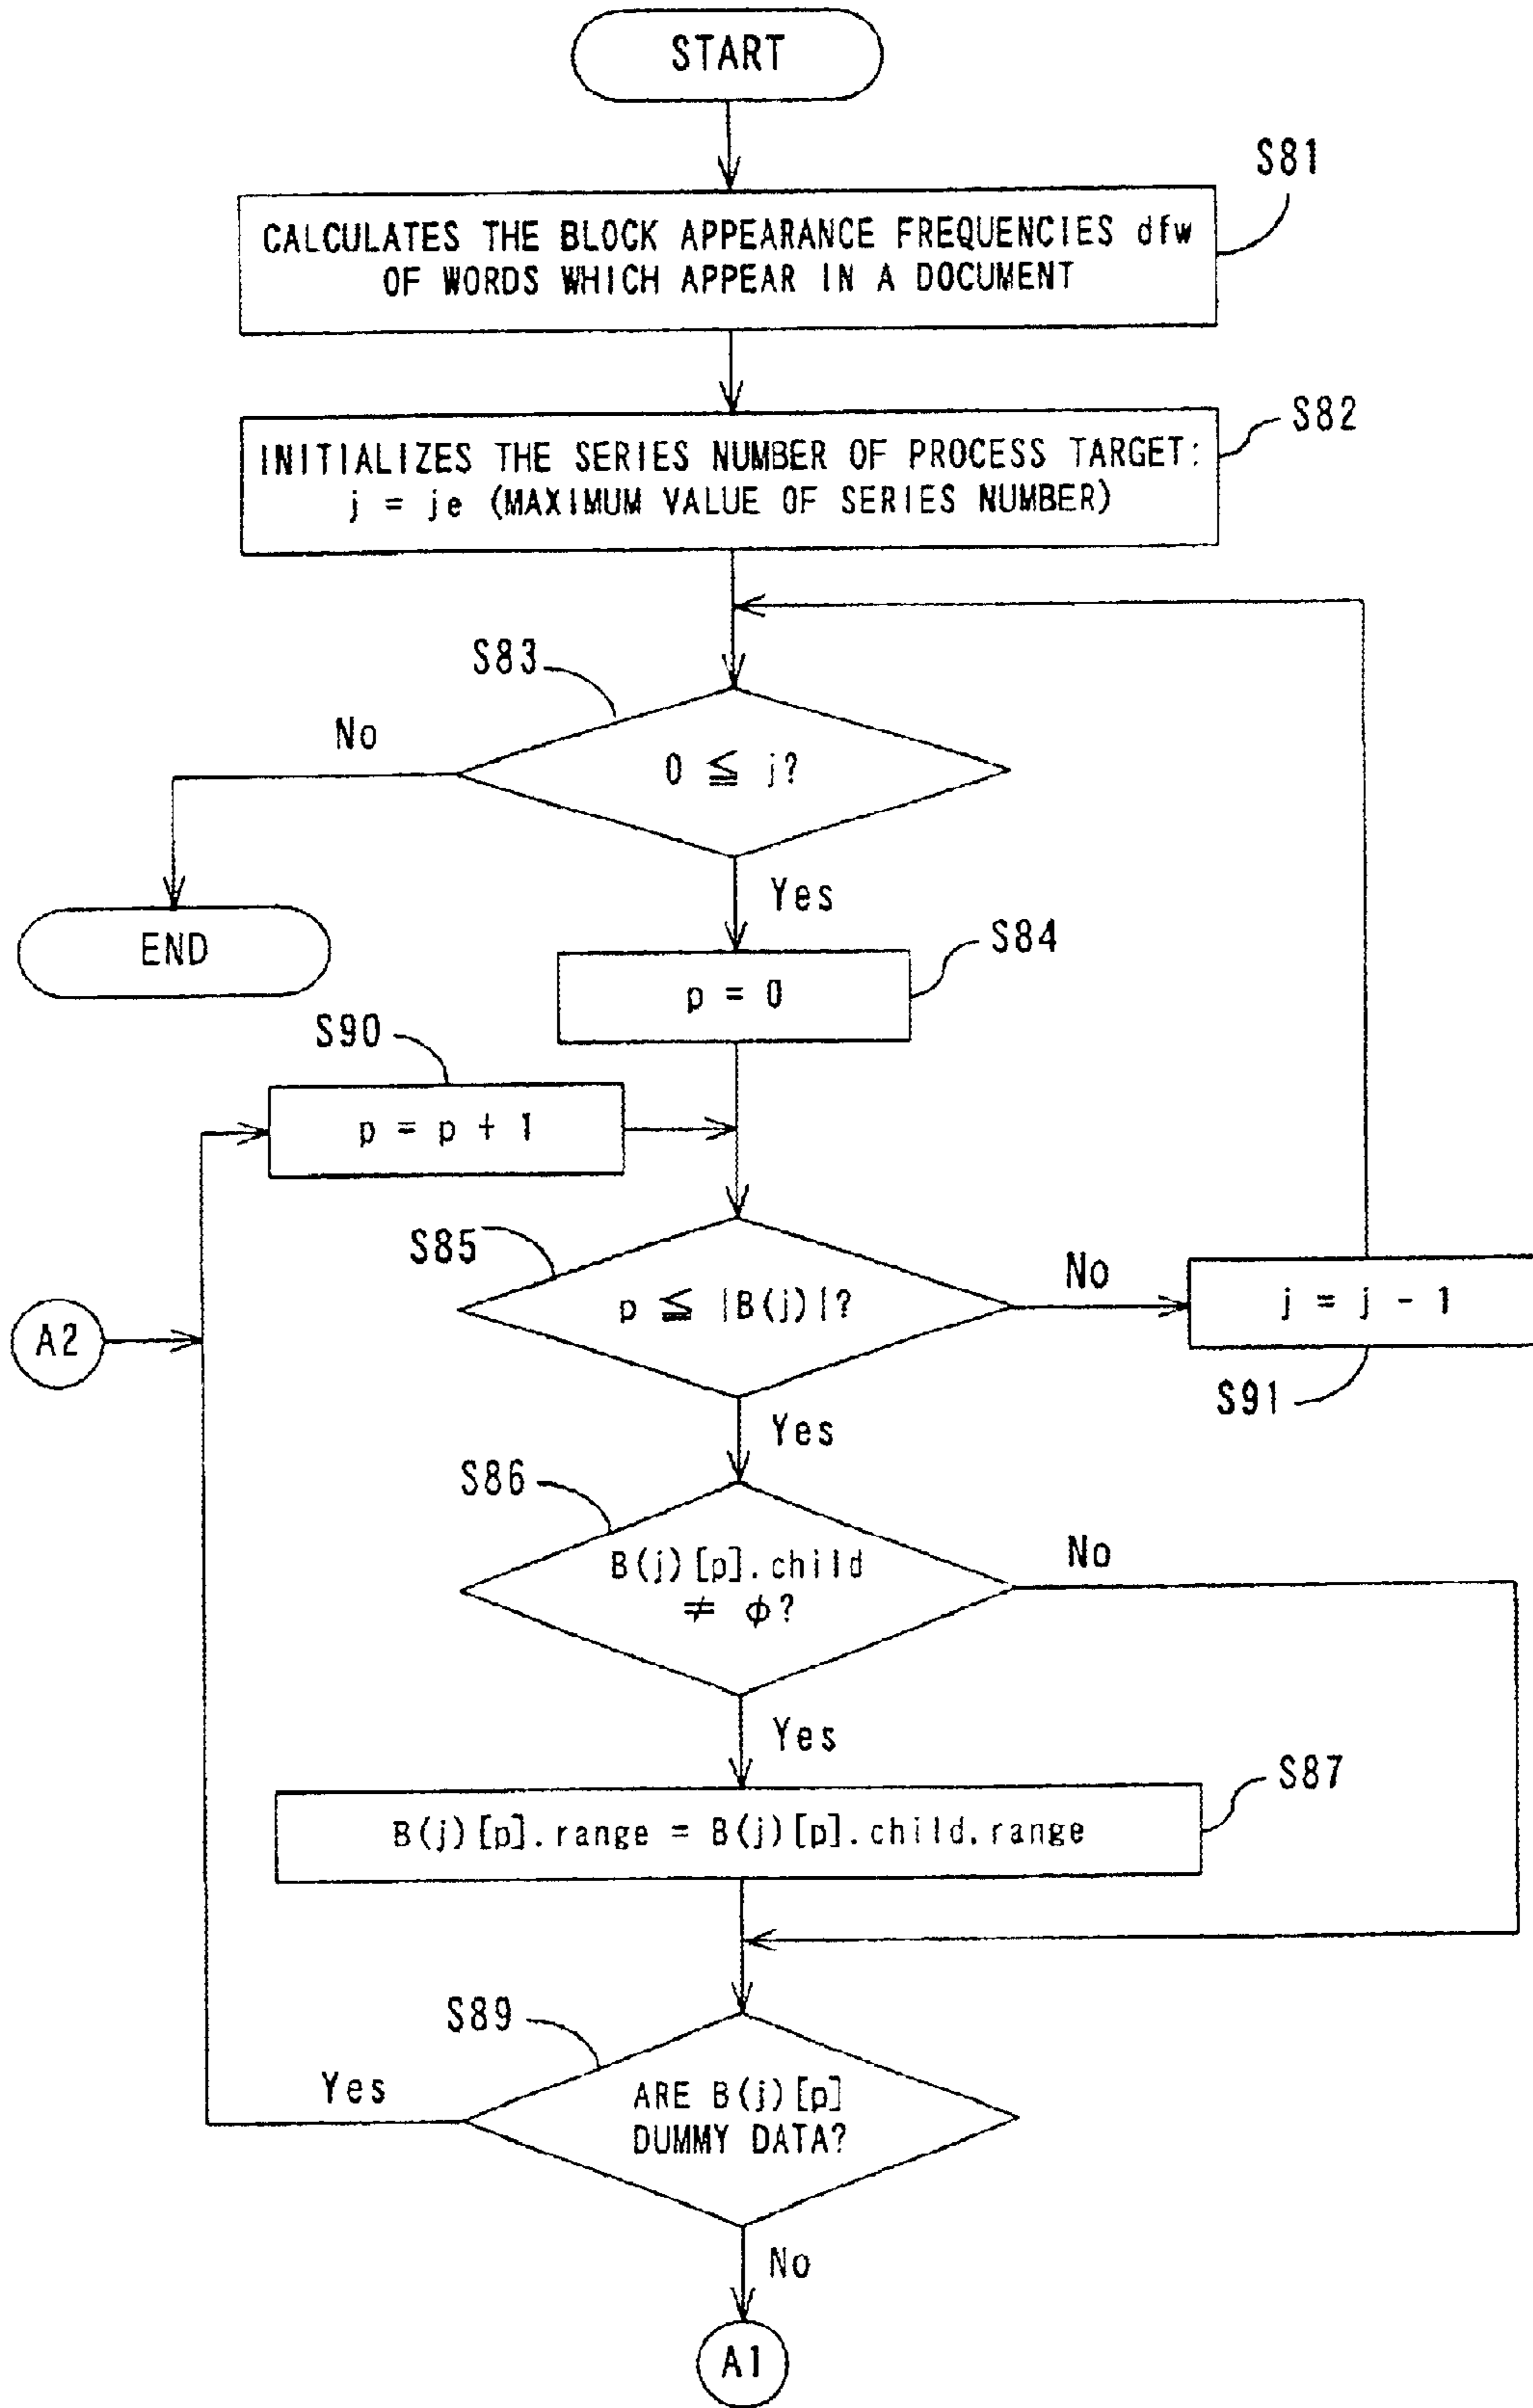 START
S81
CALCULATES THE BLOCK APPEARANCE FREQUENCIES dfw
OF WORDS WHICH APPEAR IN A DOCUMENT
S82
INITIALIZES THE SERIES NUMBER OF PROCESS TARGET:
j = je (MAXIMUM VALUE OF SERIES NUMBER)
S83
No
0 ≦ j?
Yes
END
S84
p = 0
S90
p = p + 1
S85
No
p ≦ |B(j)|?
j = j - 1
A2
S91
Yes
S86
No
B(j)[p].child
≠ φ?
Yes
S87
B(j)[p].range = B(j)[p].child.range
S89
Yes
ARE B(j)[p]
DUMMY DATA?
No
A1